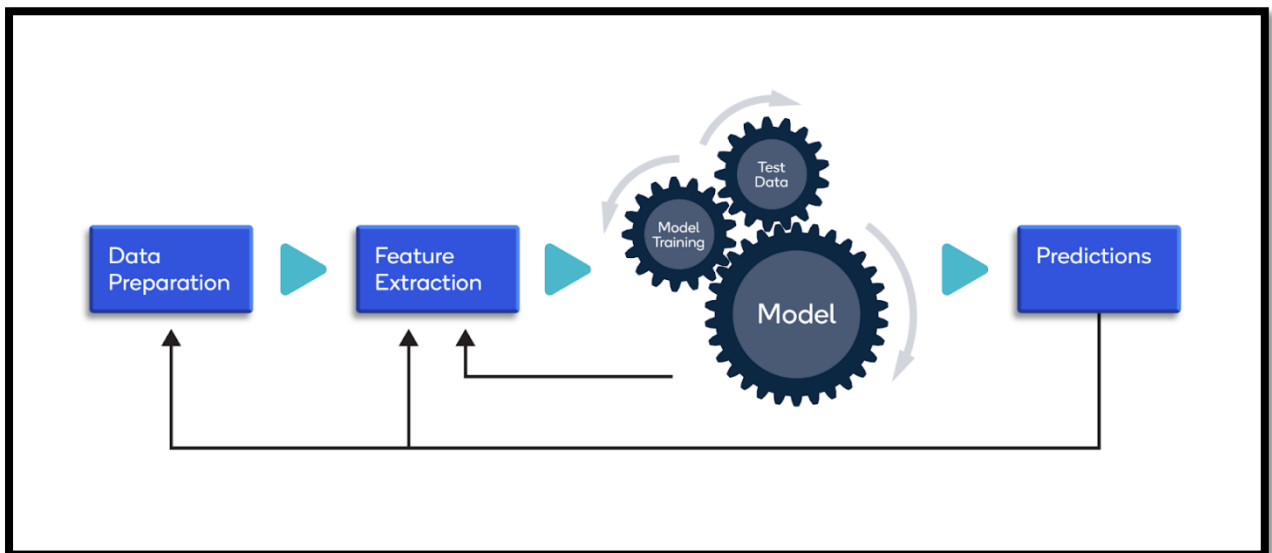 Data
Preparation
Feature
Extraction
Model
Training
Test
Data
Model
Predictions